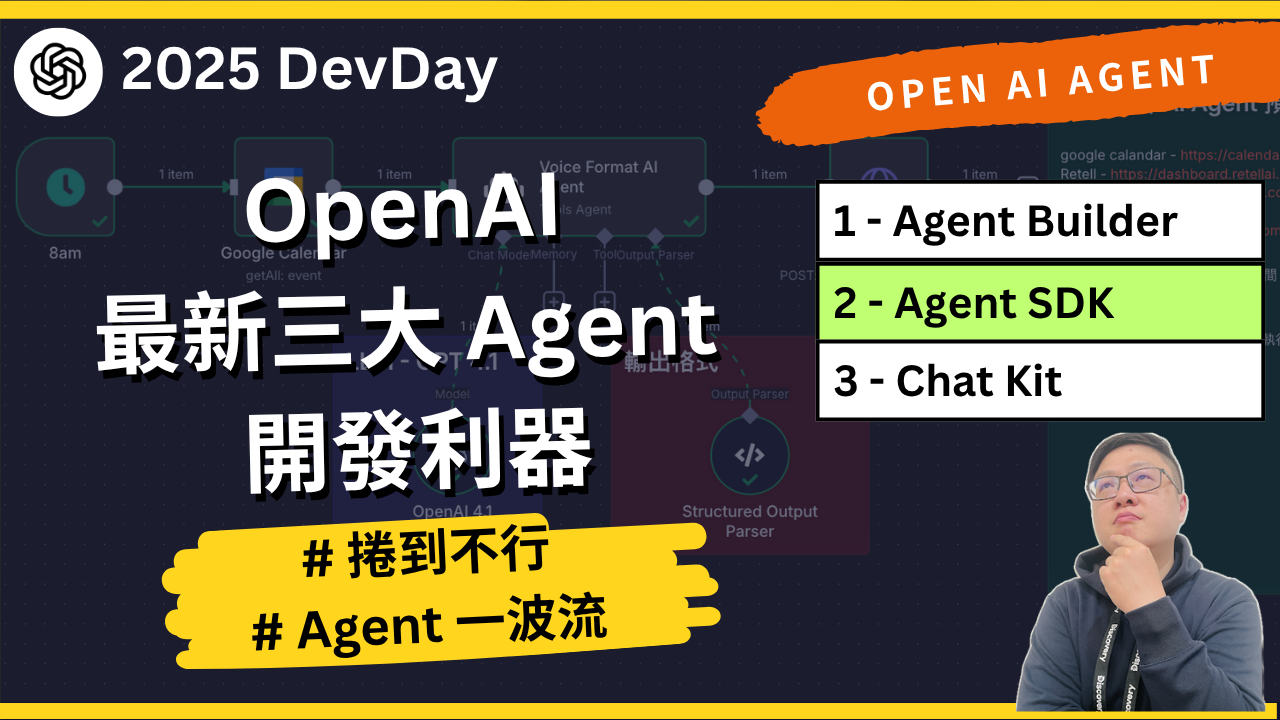 2025 DevDay
OPEN AI AGENT
OpenAI
最新三大 Agent
開發利器
# 捲到不行
# Agent 一波流
1 - Agent Builder
2 - Agent SDK
3 - Chat Kit
google calandar - https://calenda
Retell - https://dashboard.retellai.
1 item
1 item
Voice Format AI
1 item
1 item
8am
Google Calendar
getAll: event
Memory
Tool
Output Parser
POST
輸出格式
Model
Output Parser
OpenAI 4.1
Structured Output
Parser
Discovery